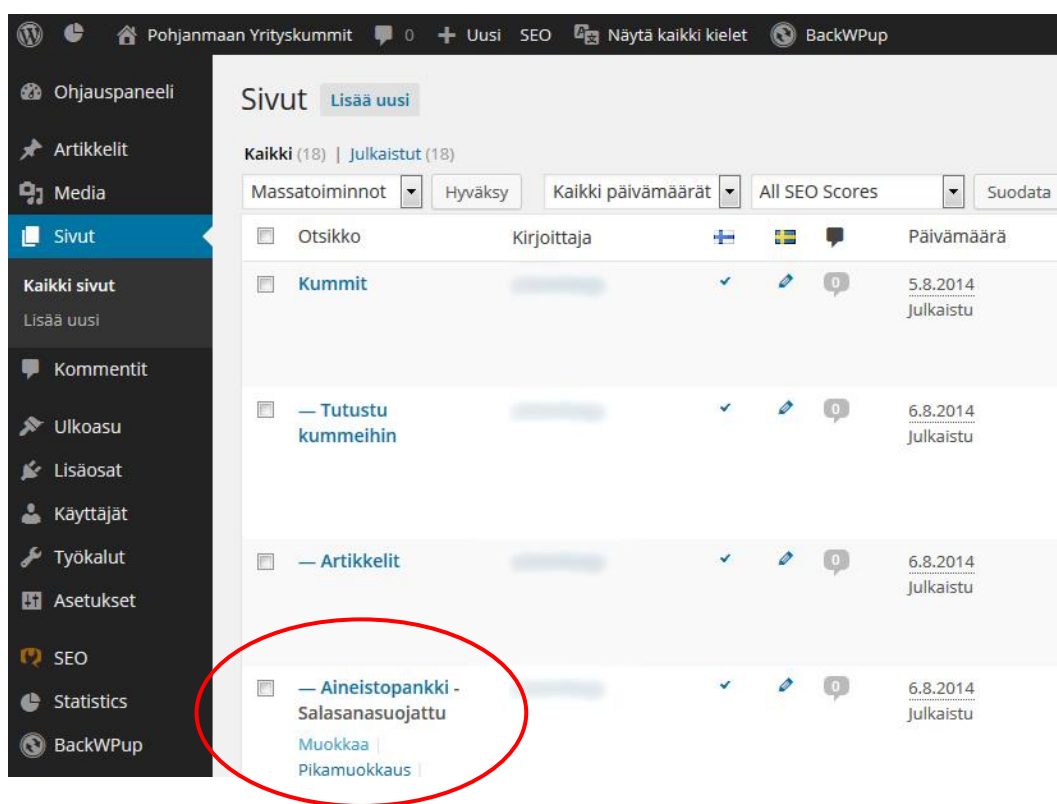 Pohjanmaan Yrityskummit 0 Uusi SEO Näytä kaikki kielet BackWPup
Ohjauspaneeli
Artikkelit
Media
Sivut
Kaikki sivut
Lisää uusi
Kommentit
Ulkoasu
Lisäosat
Käyttäjät
Työkalut
Asetukset
SEO
Statistics
BackWPup
Sivut Lisää uusi
Kaikki (18) | Julkaistut (18)
Massatoiminnot Hyväksy Kaikki päivämäärät All SEO Scores Suodata
Otsikko Kirjoittaja Päivämäärä
Kummit 0 5.8.2014
Julkaistu
— Tutustu 0 6.8.2014
kummeihin Julkaistu
— Artikkelit 0 6.8.2014
Julkaistu
— Aineistopankki - 0 6.8.2014
Salasanasuojattu Julkaistu
Muokkaa |
Pikamuokkaus |